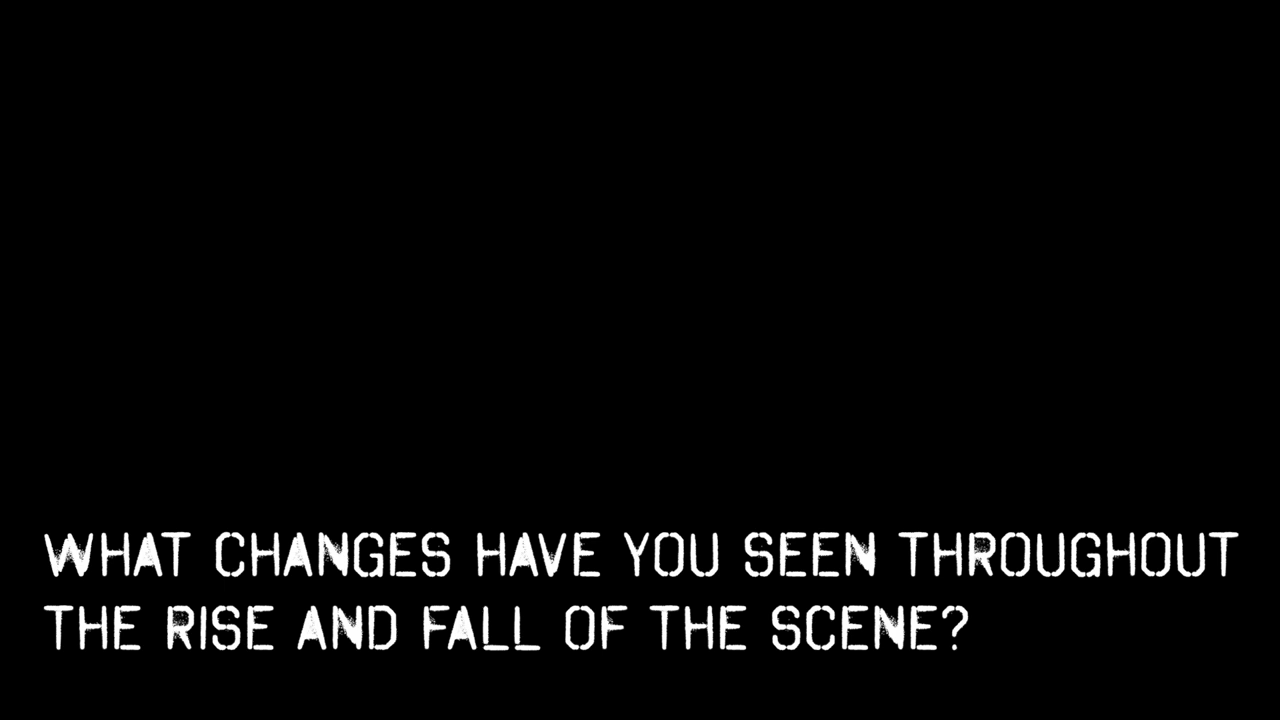 WHAT CHANGES HAVE YOU SEEN THROUGHOUT
THE RISE AND FALL OF THE SCENE?